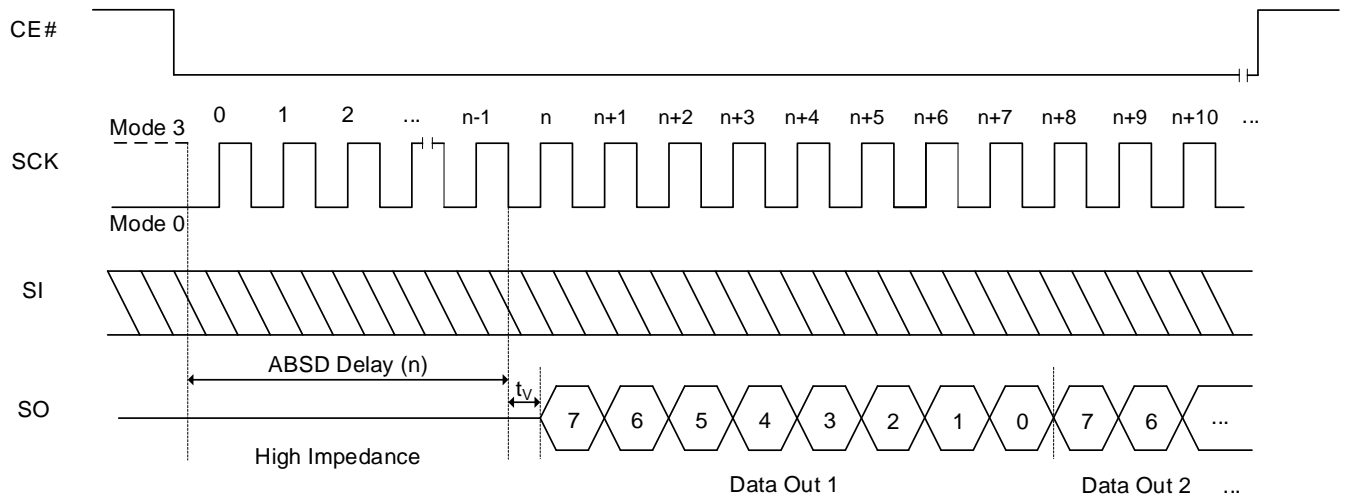 CE#
0 1 2 ... n-1 n n+1 n+2 n+3 n+4 n+5 n+6 n+7 n+8 n+9 n+10 ...
Mode 3
SCK
Mode 0
SI
ABSD Delay (n)
tV
SO
7 6 5 4 3 2 1 0 7 6 ...
High Impedance
Data Out 1 Data Out 2 ...